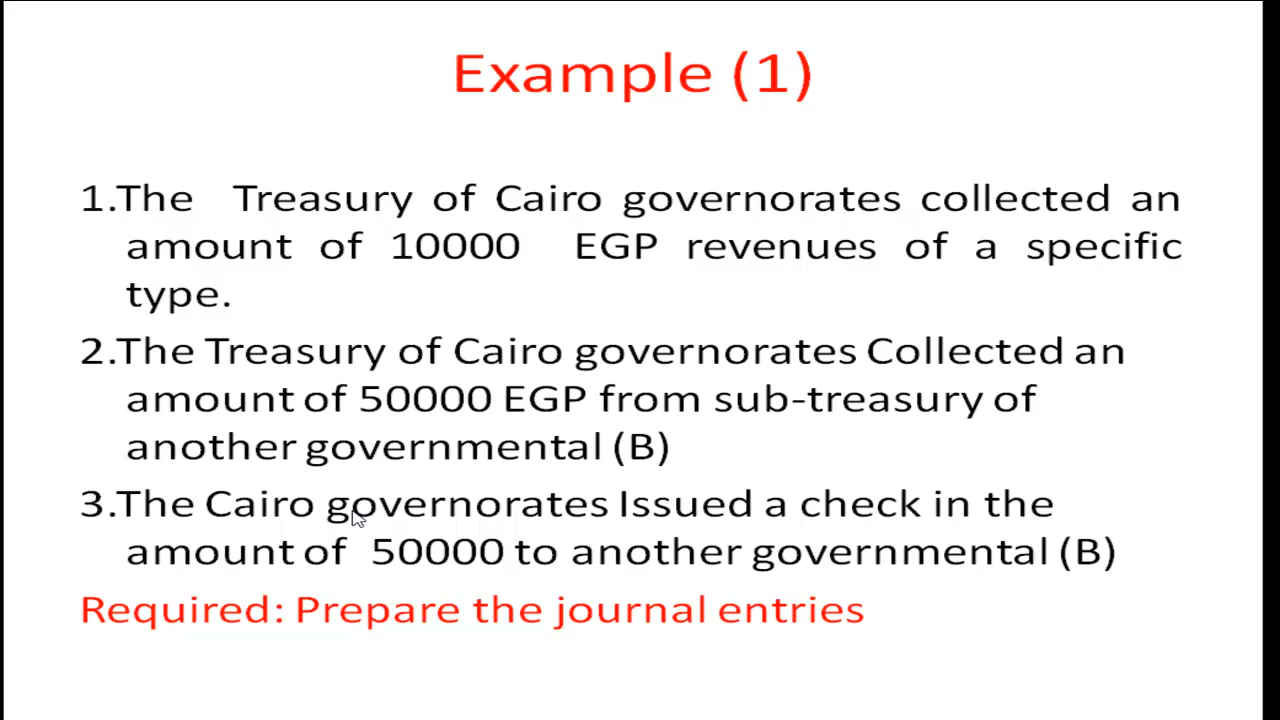 Example (1)
1.The Treasury of Cairo governorates collected an
amount of 10000 EGP revenues of a specific
type.
2.The Treasury of Cairo governorates Collected an
amount of 50000 EGP from sub-treasury of
another governmental (B)
3.The Cairo governorates Issued a check in the
amount of 50000 to another governmental (B)
Required: Prepare the journal entries